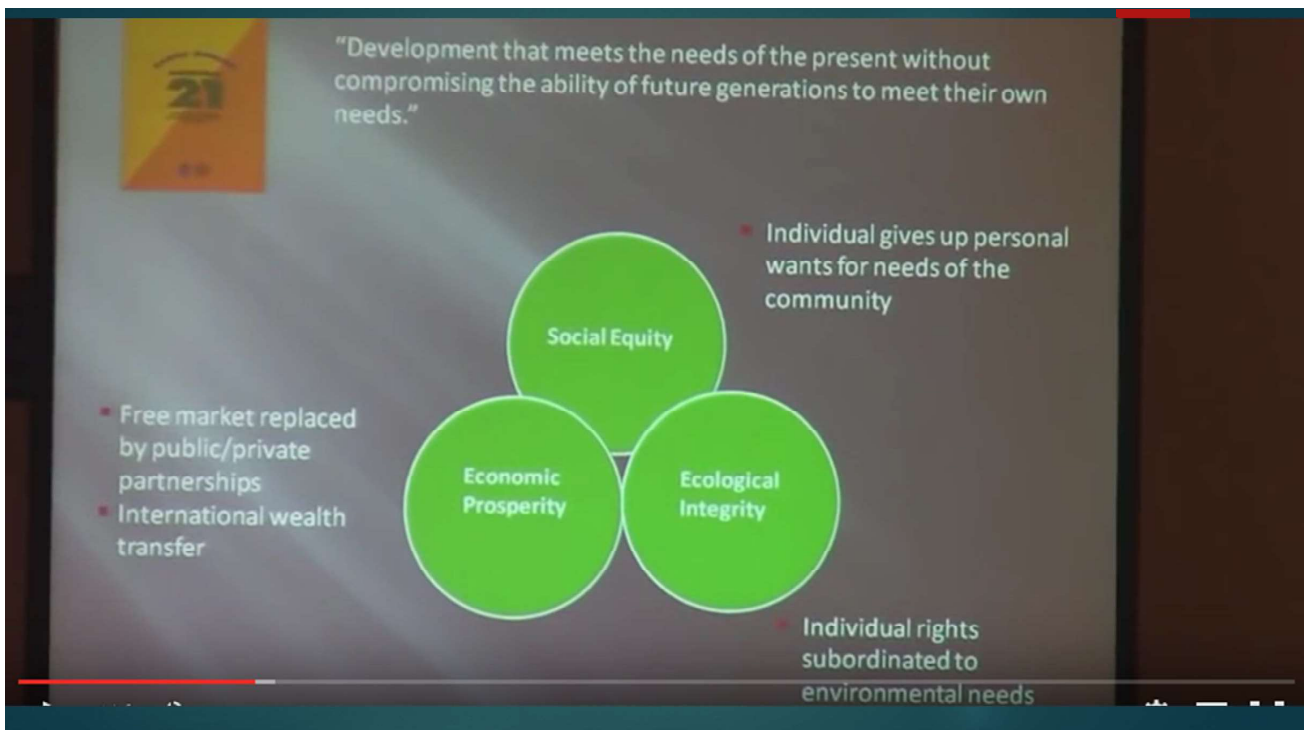 21
"Development that meets the needs of the present without
compromising the ability of future generations to meet their own
needs."
Individual gives up personal
wants for needs of the
community
Social Equity
Free market replaced
by public/private
partnerships
International wealth
transfer
Economic
Prosperity
Ecological
Integrity
Individual rights
subordinated to
environmental needs